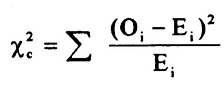 χ²c = ∑ (Oi − Ei)² / Ei